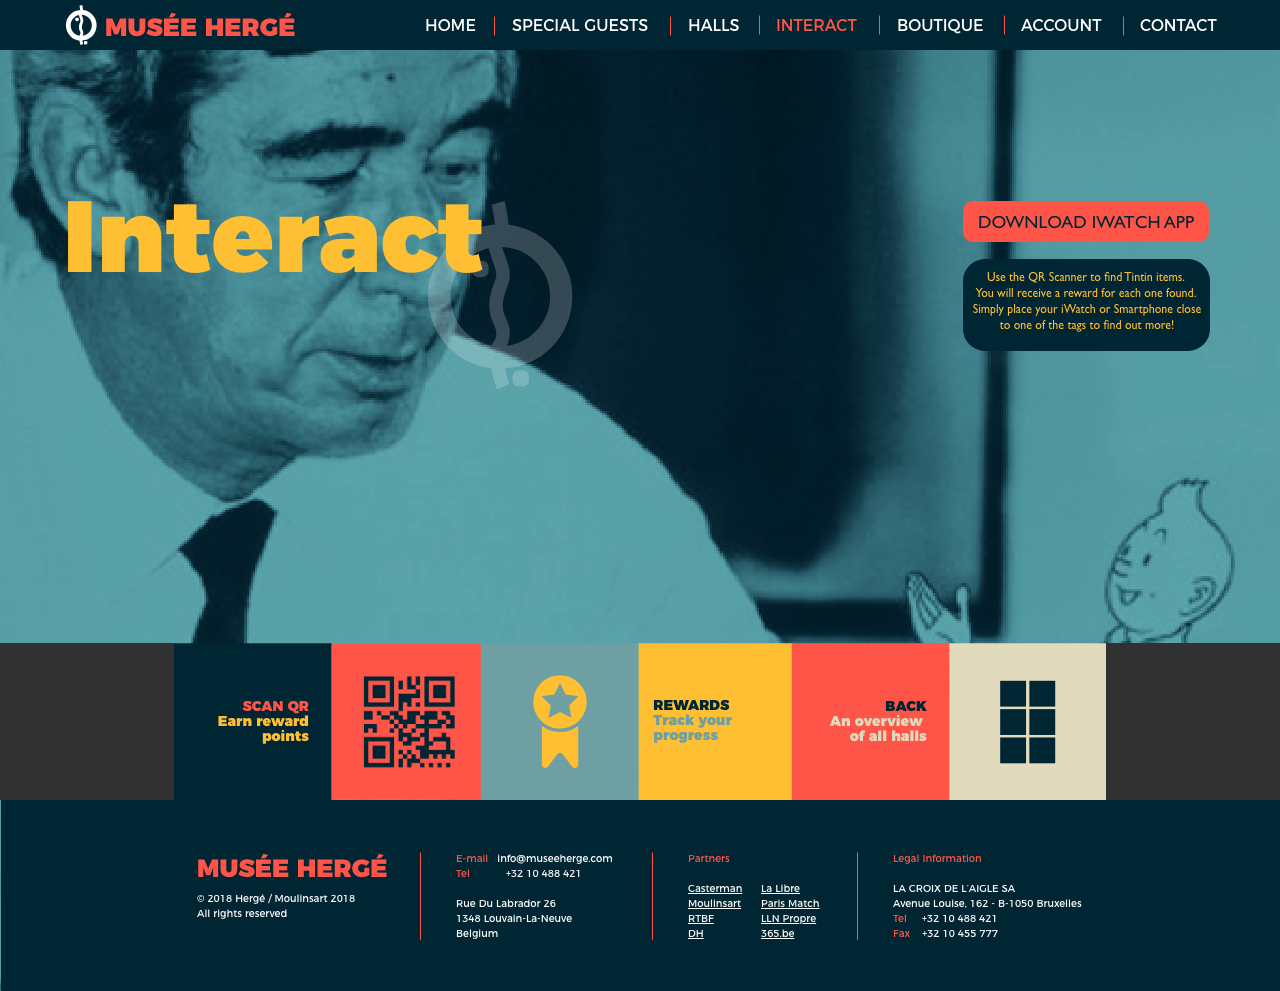 MUSÉE HERGÉ
HOME
SPECIAL GUESTS
HALLS
INTERACT
BOUTIQUE
ACCOUNT
CONTACT
Interact
DOWNLOAD IWATCH APP
Use the QR Scanner to find Tintin items.
You will receive a reward for each one found.
Simply place your iWatch or Smartphone close
to one of the tags to find out more!
SCAN QR
Earn reward
points
REWARDS
Track your
progress
BACK
An overview
of all halls
MUSÉE HERGÉ
© 2018 Hergé / Moulinsart 2018
All rights reserved
E-mail info@museeherge.com
Tel +32 10 488 421
Rue Du Labrador 26
1348 Louvain-La-Neuve
Belgium
Partners
Casterman La Libre
Moulinsart Paris Match
RTBF LLN Propre
DH 365.be
Legal information
LA CROIX DE L'AIGLE SA
Avenue Louise, 162 - B-1050 Bruxelles
Tel +32 10 488 421
Fax +32 10 455 777